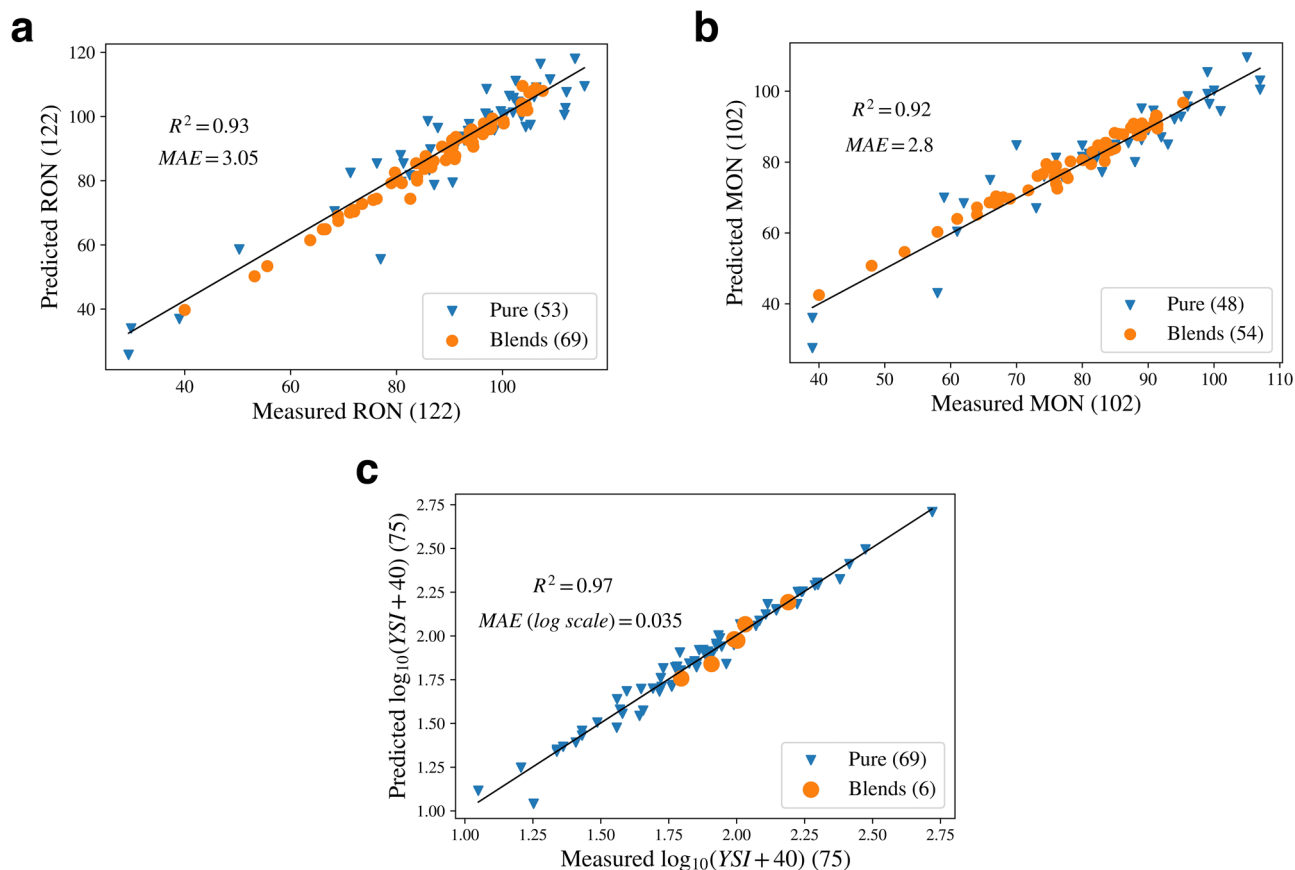 a
120
100
80
60
40
Predicted RON (122)
R² = 0.93
MAE = 3.05
Pure (53)
Blends (69)
40 60 80 100
Measured RON (122)
b
100
80
60
40
Predicted MON (102)
R² = 0.92
MAE = 2.8
Pure (48)
Blends (54)
40 50 60 70 80 90 100 110
Measured MON (102)
c
2.75
2.50
2.25
2.00
1.75
1.50
1.25
1.00
Predicted log₁₀(YSI + 40) (75)
R² = 0.97
MAE (log scale) = 0.035
Pure (69)
Blends (6)
1.00 1.25 1.50 1.75 2.00 2.25 2.50 2.75
Measured log₁₀(YSI + 40) (75)